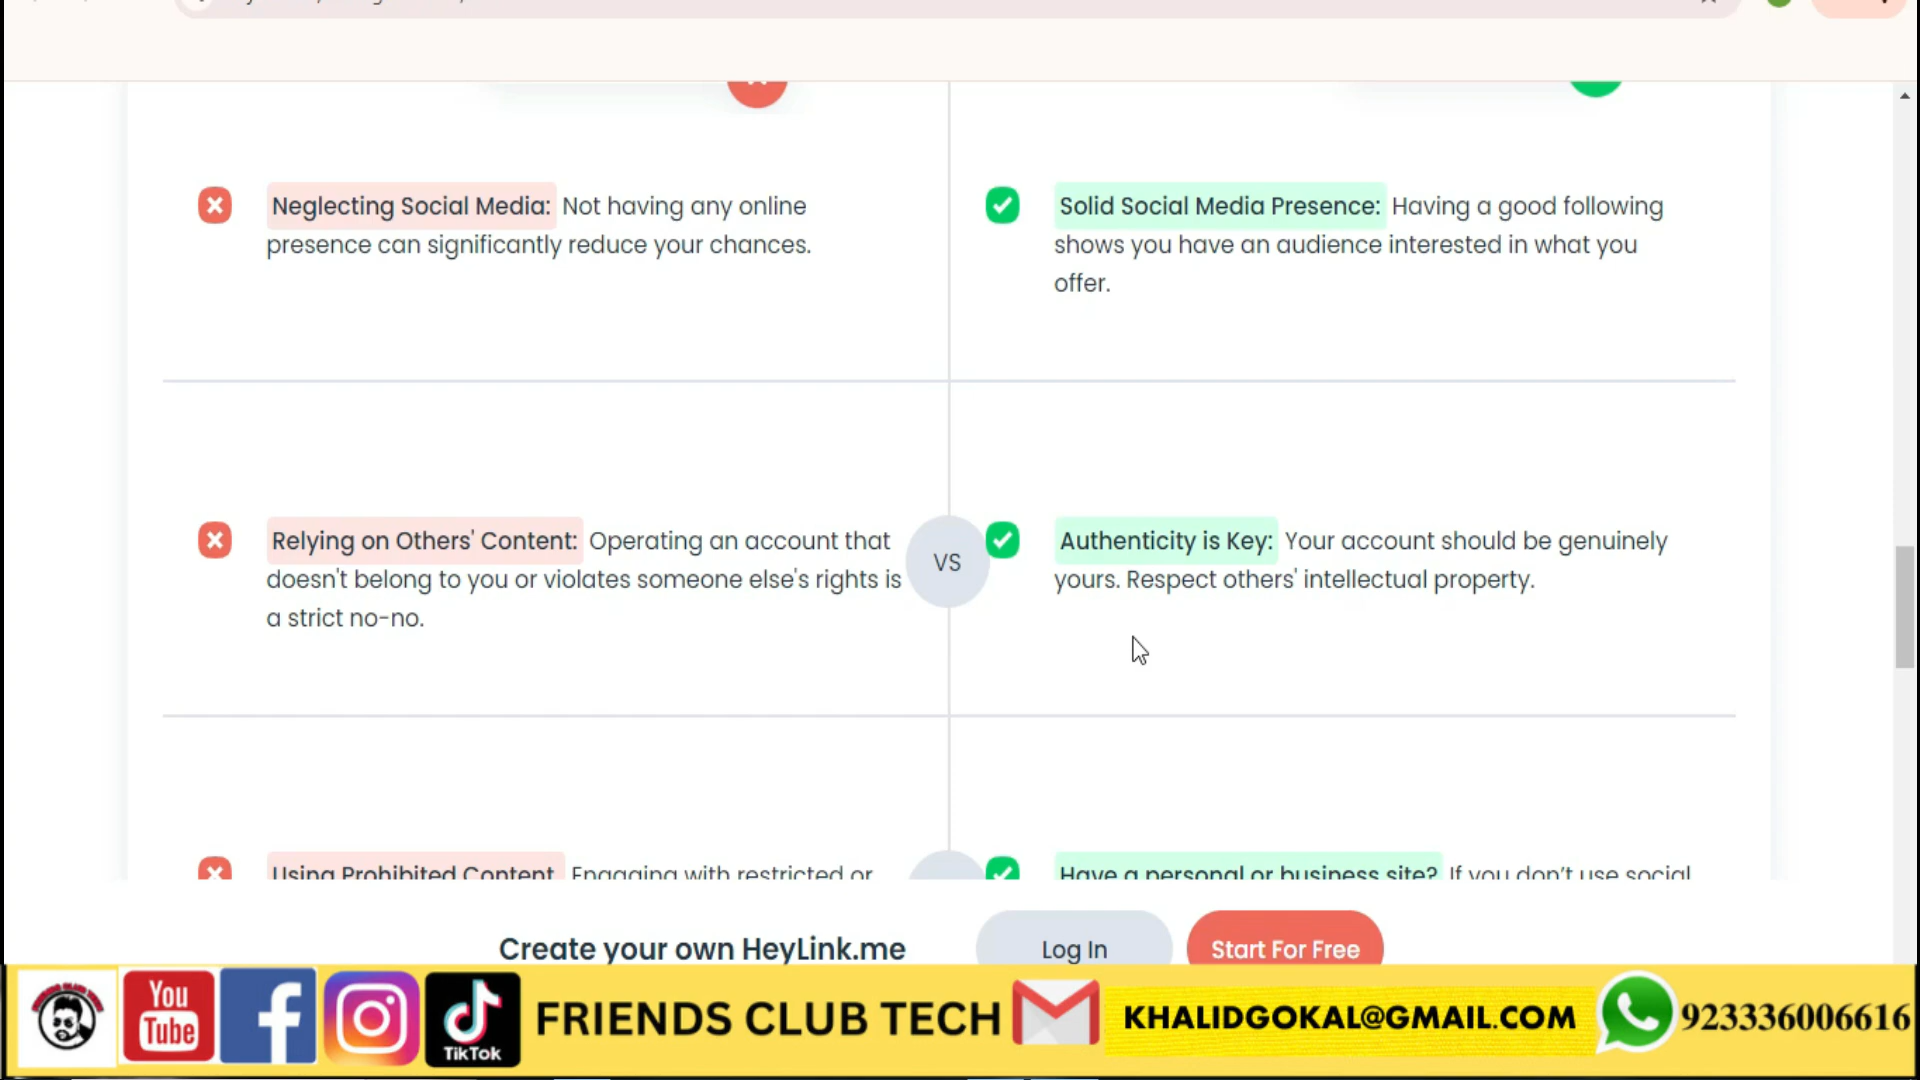 Neglecting Social Media: Not having any online
presence can significantly reduce your chances.
Solid Social Media Presence: Having a good following
shows you have an audience interested in what you
offer.
Relying on Others' Content: Operating an account that
doesn't belong to you or violates someone else's rights is
a strict no-no.
VS
Authenticity is Key: Your account should be genuinely
yours. Respect others' intellectual property.
Using Prohibited Content Engaging with restricted or
Have a personal or business site? If you don't use social
Create your own HeyLink.me
Log In
Start For Free
You
Tube
TikTok
FRIENDS CLUB TECH
KHALIDGOKAL@GMAIL.COM
923336006616